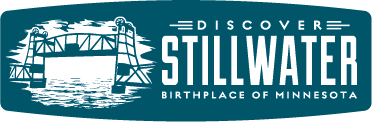 DISCOVER
STILLWATER
BIRTHPLACE OF MINNESOTA